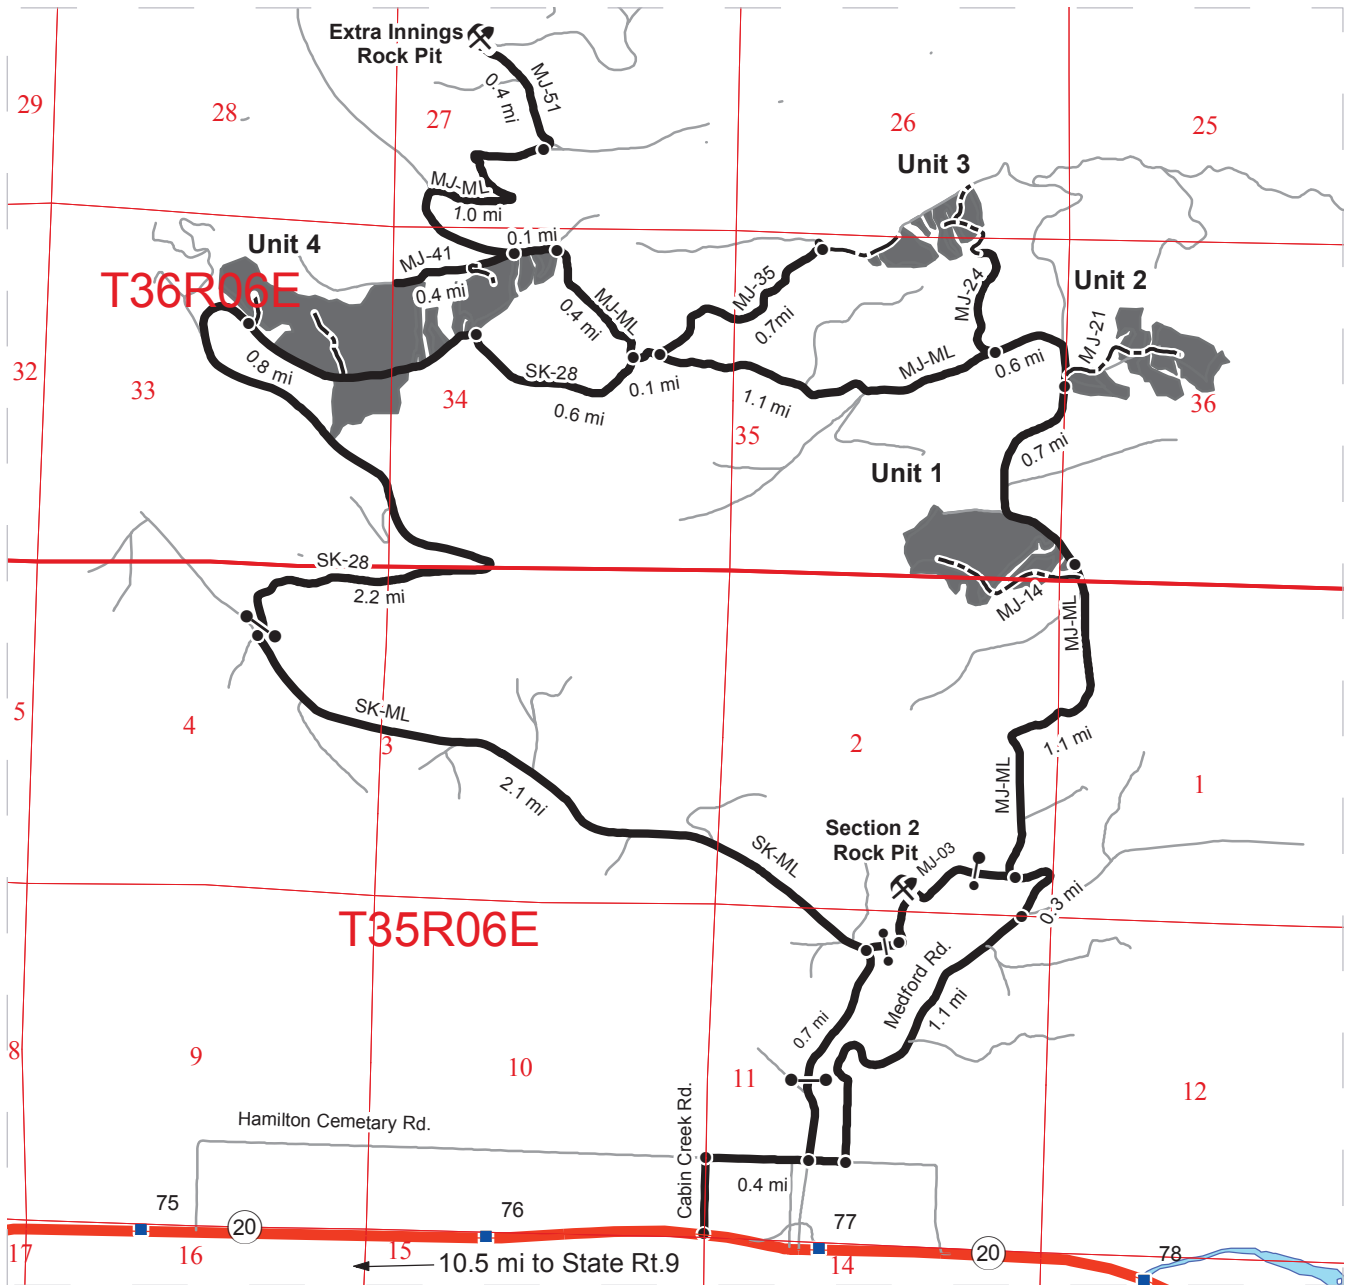 Extra Innings
Rock Pit
MJ-51
0.4 mi
29
28
27
26
25
Unit 3
MJ-ML
1.0 mi
0.1 mi
Unit 4
MJ-41
0.4 mi
T36R06E
MJ-ML
0.4 mi
MJ-35
0.7mi
MJ-24
Unit 2
MJ-21
0.8 mi
SK-28
0.6 mi
0.1 mi
1.1 mi
MJ-ML
0.6 mi
32
33
34
35
36
0.7 mi
Unit 1
SK-28
2.2 mi
MJ-14
MJ-ML
5
4
SK-ML
3
2
1.1 mi
MJ-ML
1
2.1 mi
SK-ML
Section 2
Rock Pit
MJ-03
0.3 mi
T35R06E
Medford Rd.
1.1 mi
0.7 mi
8
9
10
11
12
Hamilton Cemetary Rd.
Cabin Creek Rd.
0.4 mi
75
76
77
78
20
20
17
16
15
14
10.5 mi to State Rt.9